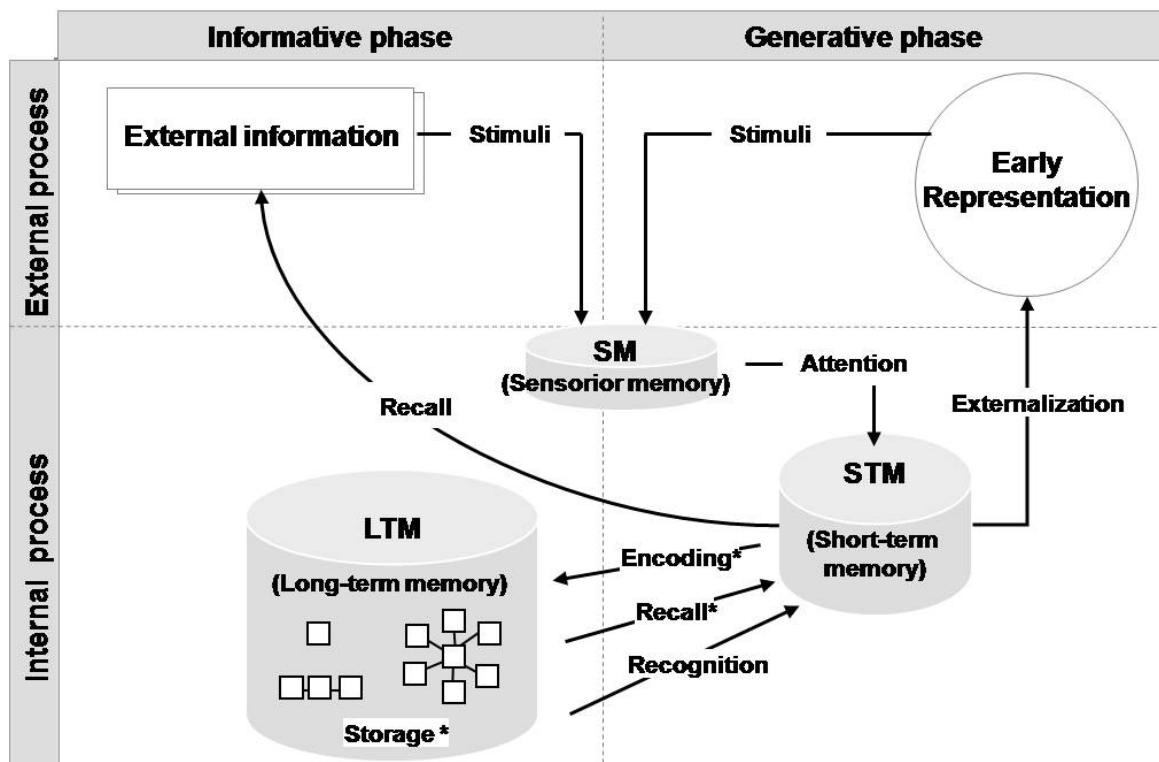 Informative phase
Generative phase
External process
External information
Stimuli
Stimuli
Early
Representation
Internal process
SM
(Sensorior memory)
Attention
Recall
Externalization
STM
(Short-term
memory)
LTM
(Long-term memory)
Encoding*
Recall*
Recognition
Storage *